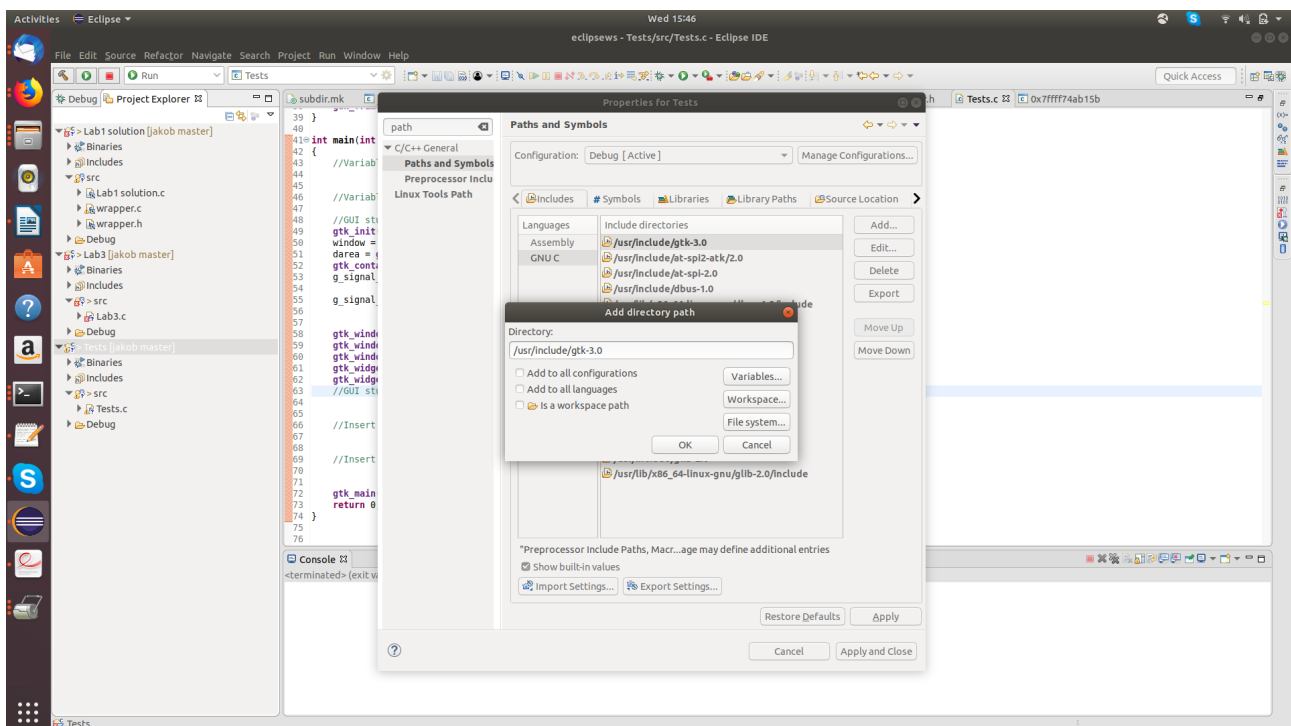 Activities Eclipse Wed 15:46
eclipsews - Tests/src/Tests.c - Eclipse IDE
File Edit Source Refactor Navigate Search Project Run Window Help
Run Tests Quick Access
Debug Project Explorer
> Lab1 solution [jakob master]
Binaries
Includes
src
Lab1 solution.c
wrapper.c
wrapper.h
Debug
> Lab3 [jakob master]
Binaries
Includes
> src
Lab3.c
Debug
> Tests [jakob master]
Binaries
Includes
> src
Tests.c
Debug
subdir.mk .h Tests.c 0x7ffff74ab15b
39 }
40
41 int main(int
42 {
43 //Variab
44
45
46 //Variab
47
48 //GUI stu
49 gtk_init
50 window =
51 darea = g
52 gtk_conta
53 g_signal_
54
55 g_signal_
56
57
58 gtk_windo
59 gtk_windo
60 gtk_windo
61 gtk_widge
62 gtk_widge
63 //GUI stu
64
65
66 //Insert
67
68
69 //Insert
70
71
72 gtk_main
73 return 0
74 }
75
76
Console
<terminated> (exit va
Properties for Tests
path
C/C++ General
Paths and Symbols
Preprocessor Inclu
Linux Tools Path
Paths and Symbols
Configuration: Debug [ Active ] Manage Configurations...
Includes # Symbols Libraries Library Paths Source Location
Languages
Assembly
GNU C
Include directories
/usr/include/gtk-3.0
/usr/include/at-spi2-atk/2.0
/usr/include/at-spi-2.0
/usr/include/dbus-1.0
/usr/lib/x86_64-linux-gnu/glib-2.0/include
Add...
Edit...
Delete
Export
Move Up
Move Down
Add directory path
Directory:
/usr/include/gtk-3.0
Add to all configurations
Add to all languages
Is a workspace path
Variables...
Workspace...
File system...
OK Cancel
"Preprocessor Include Paths, Macr...age may define additional entries
Show built-in values
Import Settings... Export Settings...
Restore Defaults Apply
Cancel Apply and Close
Tests